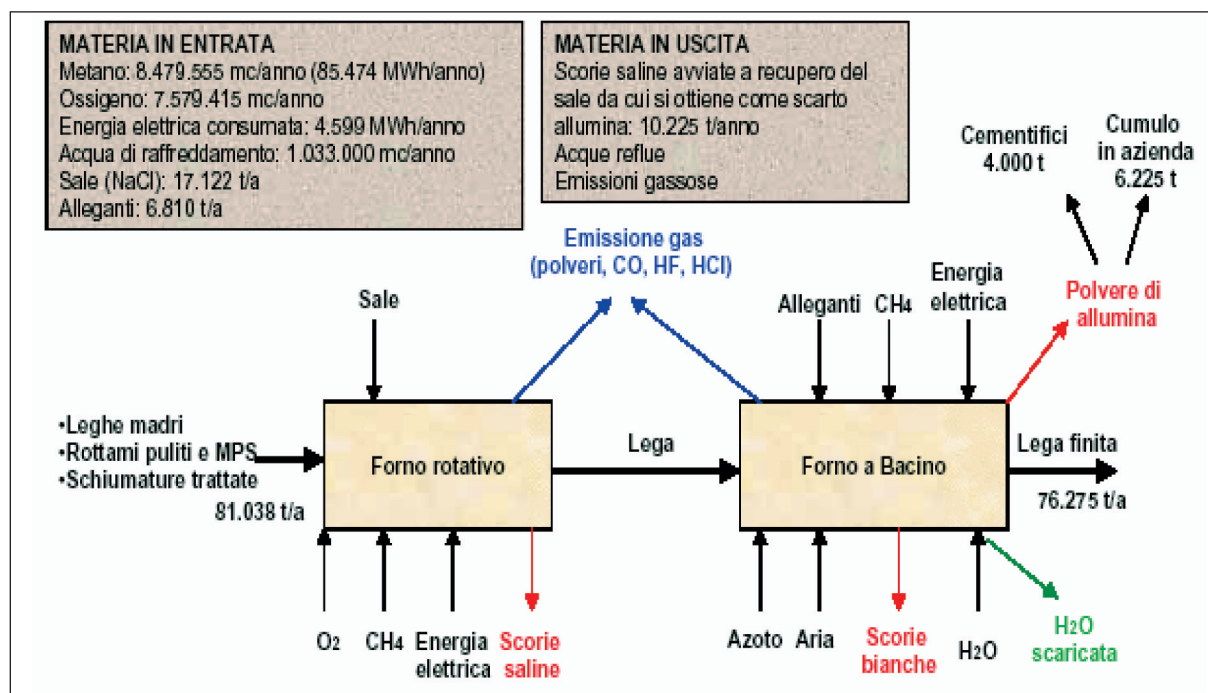 MATERIA IN ENTRATA
Metano: 8.479.555 mc/anno (85.474 MWh/anno)
Ossigeno: 7.579.415 mc/anno
Energia elettrica consumata: 4.599 MWh/anno
Acqua di raffreddamento: 1.033.000 mc/anno
Sale (NaCl): 17.122 t/a
Alleganti: 6.810 t/a
MATERIA IN USCITA
Scorie saline avviate a recupero del
sale da cui si ottiene come scarto
allumina: 10.225 t/anno
Acque reflue
Emissioni gassose
Cementifici
4.000 t
Cumulo
in azienda
6.225 t
Emissione gas
(polveri, CO, HF, HCl)
Sale
Alleganti
CH4
Energia
elettrica
Polvere di
allumina
•Leghe madri
•Rottami puliti e MPS
•Schiumature trattate
81.038 t/a
Forno rotativo
Lega
Forno a Bacino
Lega finita
76.275 t/a
O2
CH4
Energia
elettrica
Scorie
saline
Azoto
Aria
Scorie
bianche
H2O
H2O
scaricata